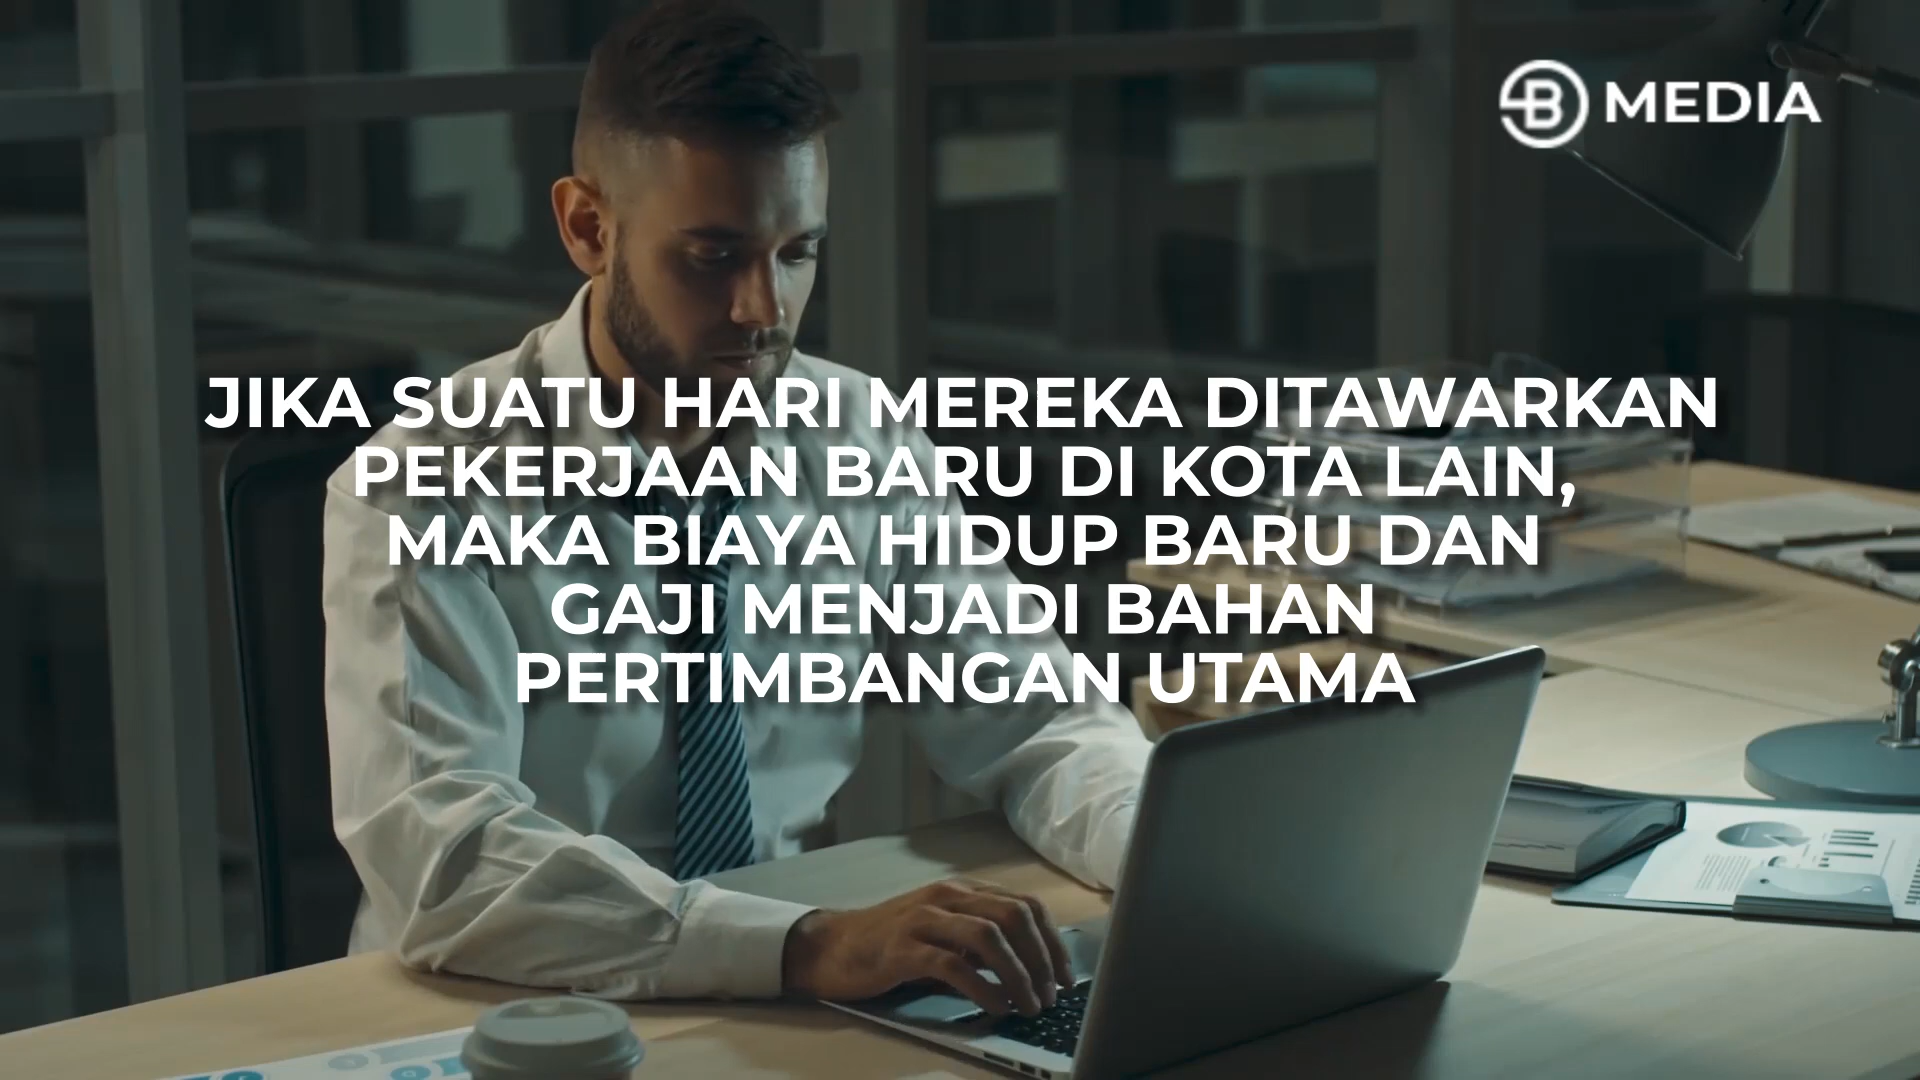 B MEDIA
JIKA SUATU HARI MEREKA DITAWARKAN
PEKERJAAN BARU DI KOTA LAIN,
MAKA BIAYA HIDUP BARU DAN
GAJI MENJADI BAHAN
PERTIMBANGAN UTAMA